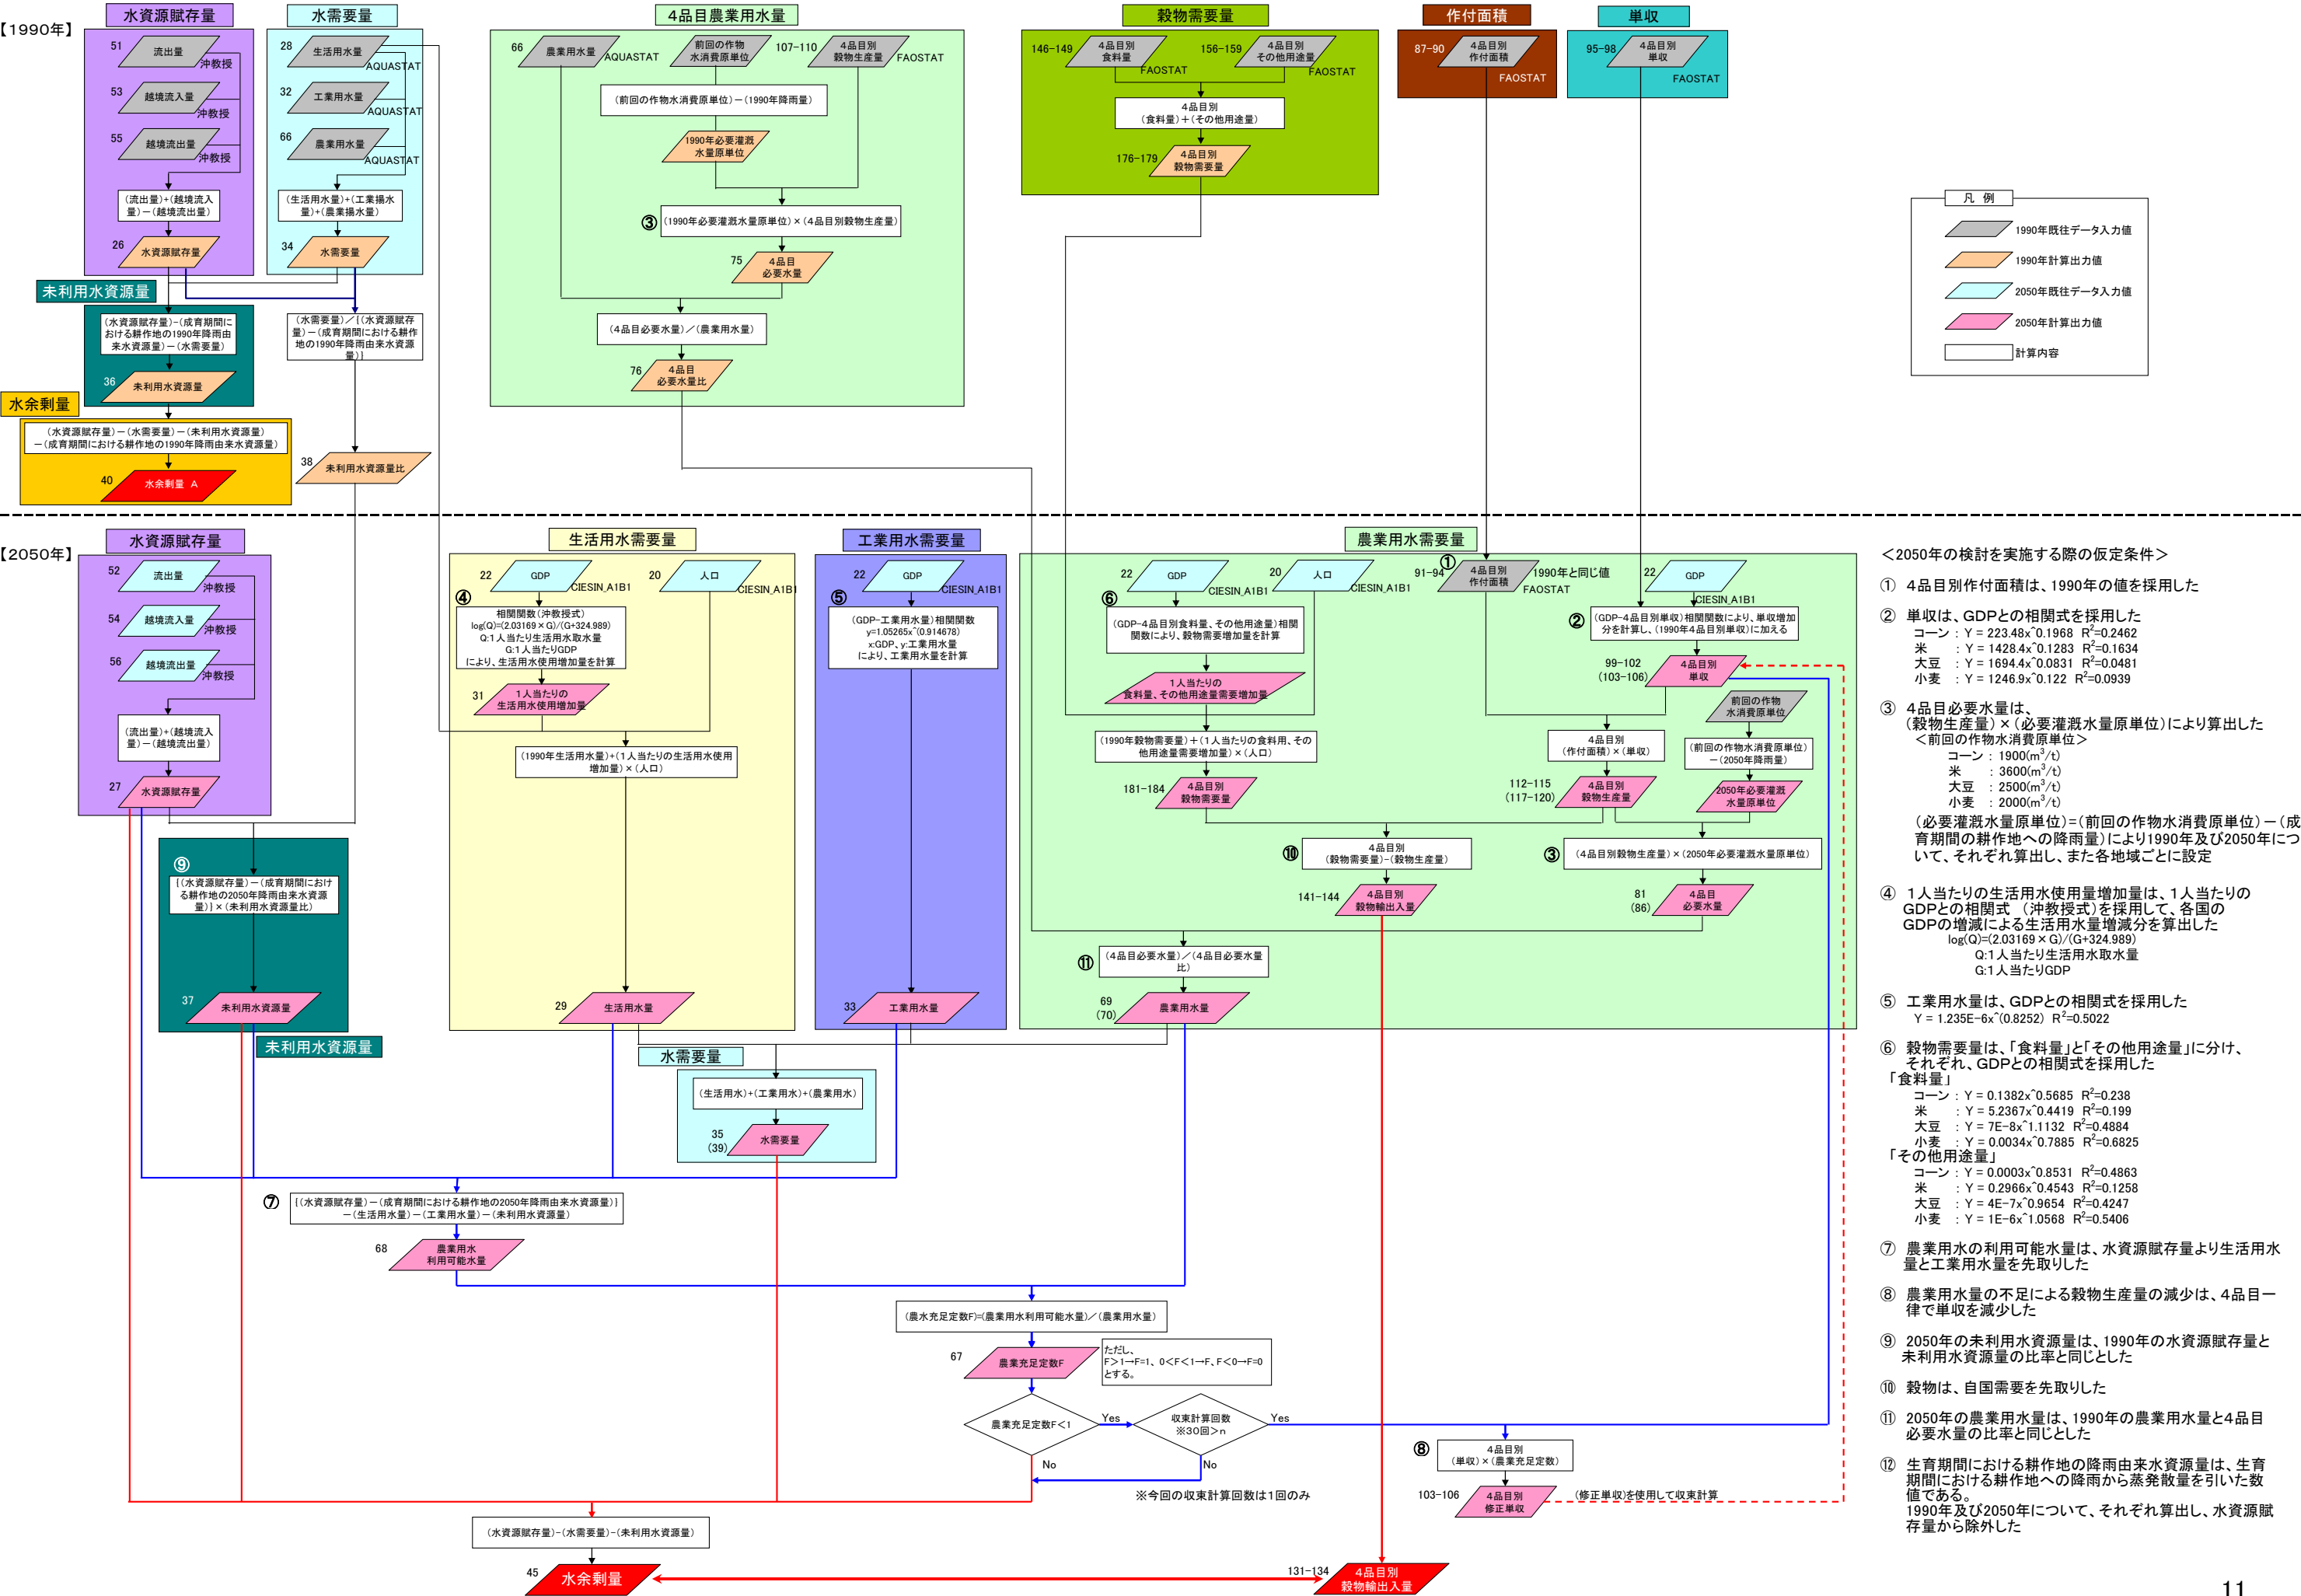 【1990年】
水資源賦存量
51
流出量
沖教授
53
越境流入量
沖教授
55
越境流出量
沖教授
(流出量)+(越境流入
量)－(越境流出量)
26
水資源賦存量
水需要量
28
生活用水量
AQUASTAT
32
工業用水量
AQUASTAT
66
農業用水量
AQUASTAT
(生活用水量)+(工業揚水
量)+(農業揚水量)
34
水需要量
未利用水資源量
(水資源賦存量)-(成育期間に
おける耕作地の1990年降雨由
来水資源量)－(水需要量)
36
未利用水資源量
(水需要量)／{(水資源賦存
量)－(成育期間における耕作
地の1990年降雨由来水資源
量)}
38
未利用水資源量比
水余剰量
(水資源賦存量)－(水需要量)－(未利用水資源量)
－(成育期間における耕作地の1990年降雨由来水資源量)
40
水余剰量 A
4品目農業用水量
66
農業用水量
AQUASTAT
前回の作物
水消費原単位
107-110
4品目別
穀物生産量
FAOSTAT
(前回の作物水消費原単位)－(1990年降雨量)
1990年必要灌漑
水量原単位
③
(1990年必要灌漑水量原単位)×(4品目別穀物生産量)
75
4品目
必要水量
(4品目必要水量)／(農業用水量)
76
4品目
必要水量比
穀物需要量
146-149
4品目別
食料量
FAOSTAT
156-159
4品目別
その他用途量
FAOSTAT
4品目別
(食料量)＋(その他用途量)
176-179
4品目別
穀物需要量
作付面積
87-90
4品目別
作付面積
FAOSTAT
単収
95-98
4品目別
単収
FAOSTAT
凡 例
1990年既往データ入力値
1990年計算出力値
2050年既往データ入力値
2050年計算出力値
計算内容
【2050年】
水資源賦存量
52
流出量
沖教授
54
越境流入量
沖教授
56
越境流出量
沖教授
(流出量)+(越境流入
量)－(越境流出量)
27
水資源賦存量
⑨
{(水資源賦存量)－(成育期間におけ
る耕作地の2050年降雨由来水資源
量)}×(未利用水資源量比)
37
未利用水資源量
未利用水資源量
生活用水需要量
22
GDP
CIESIN_A1B1
20
人口
CIESIN_A1B1
④
相関関数(沖教授式)
log(Q)=(2.03169×G)/(G+324.989)
Q:1人当たり生活用水取水量
G:1人当たりGDP
により、生活用水使用増加量を計算
31
1人当たりの
生活用水使用増加量
(1990年生活用水量)+(1人当たりの生活用水使用
増加量)×(人口)
29
生活用水量
工業用水需要量
22
GDP
CIESIN_A1B1
⑤
(GDP-工業用水量)相関関数
y=1.05265x^(0.914678)
x:GDP、y:工業用水量
により、工業用水量を計算
33
工業用水量
農業用水需要量
22
GDP
CIESIN_A1B1
20
人口
CIESIN_A1B1
①
91-94
4品目別
作付面積
1990年と同じ値
FAOSTAT
22
GDP
CIESIN_A1B1
⑥
(GDP-4品目別食料量、その他用途量)相関
関数により、穀物需要増加量を計算
1人当たりの
食料量、その他用途量需要増加量
②
(GDP-4品目別単収)相関関数により、単収増加
分を計算し、(1990年4品目別単収)に加える
99-102
(103-106)
4品目別
単収
前回の作物
水消費原単位
(1990年穀物需要量)＋(1人当たりの食料用、その
他用途量需要増加量)×(人口)
4品目別
(作付面積)×(単収)
(前回の作物水消費原単位)
－(2050年降雨量)
181-184
4品目別
穀物需要量
112-115
(117-120)
4品目別
穀物生産量
2050年必要灌漑
水量原単位
⑩
4品目別
(穀物需要量)-(穀物生産量)
③
(4品目別穀物生産量)×(2050年必要灌漑水量原単位)
141-144
4品目別
穀物輸出入量
81
(86)
4品目
必要水量
⑪
(4品目必要水量)／(4品目必要水量
比)
69
(70)
農業用水量
水需要量
(生活用水)+(工業用水)+(農業用水)
35
(39)
水需要量
⑦
{(水資源賦存量)－(成育期間における耕作地の2050年降雨由来水資源量)}
－(生活用水量)－(工業用水量)－(未利用水資源量)
68
農業用水
利用可能水量
(農水充足定数F)=(農業用水利用可能水量)／(農業用水量)
67
農業充足定数F
ただし、
F＞1→F=1、0＜F＜1→F、F＜0→F=0
とする。
農業充足定数F＜1
Yes
収束計算回数
※30回＞n
Yes
No
No
※今回の収束計算回数は1回のみ
⑧
4品目別
(単収)×(農業充足定数)
103-106
4品目別
修正単収
(修正単収)を使用して収束計算
(水資源賦存量)-(水需要量)-(未利用水資源量)
45
水余剰量
131-134
4品目別
穀物輸出入量
＜2050年の検討を実施する際の仮定条件＞
① 4品目別作付面積は、1990年の値を採用した
② 単収は、GDPとの相関式を採用した
コーン：Y = 223.48x^0.1968 R²=0.2462
米 ：Y = 1428.4x^0.1283 R²=0.1634
大豆 ：Y = 1694.4x^0.0831 R²=0.0481
小麦 ：Y = 1246.9x^0.122 R²=0.0939
③ 4品目必要水量は、
(穀物生産量)×(必要灌漑水量原単位)により算出した
＜前回の作物水消費原単位＞
コーン：1900(m³/t)
米 ：3600(m³/t)
大豆 ：2500(m³/t)
小麦 ：2000(m³/t)
(必要灌漑水量原単位)=(前回の作物水消費原単位)－(成
育期間の耕作地への降雨量)により1990年及び2050年につ
いて、それぞれ算出し、また各地域ごとに設定
④ 1人当たりの生活用水使用量増加量は、1人当たりの
GDPとの相関式 (沖教授式)を採用して、各国の
GDPの増減による生活用水量増減分を算出した
log(Q)=(2.03169×G)/(G+324.989)
Q:1人当たり生活用水取水量
G:1人当たりGDP
⑤ 工業用水量は、GDPとの相関式を採用した
Y = 1.235E-6x^(0.8252) R²=0.5022
⑥ 穀物需要量は、「食料量」と「その他用途量」に分け、
それぞれ、GDPとの相関式を採用した
「食料量」
コーン：Y = 0.1382x^0.5685 R²=0.238
米 ：Y = 5.2367x^0.4419 R²=0.199
大豆 ：Y = 7E-8x^1.1132 R²=0.4884
小麦 ：Y = 0.0034x^0.7885 R²=0.6825
「その他用途量」
コーン：Y = 0.0003x^0.8531 R²=0.4863
米 ：Y = 0.2966x^0.4543 R²=0.1258
大豆 ：Y = 4E-7x^0.9654 R²=0.4247
小麦 ：Y = 1E-6x^1.0568 R²=0.5406
⑦ 農業用水の利用可能水量は、水資源賦存量より生活用水
量と工業用水量を先取りした
⑧ 農業用水量の不足による穀物生産量の減少は、4品目一
律で単収を減少した
⑨ 2050年の未利用水資源量は、1990年の水資源賦存量と
未利用水資源量の比率と同じとした
⑩ 穀物は、自国需要を先取りした
⑪ 2050年の農業用水量は、1990年の農業用水量と4品目
必要水量の比率と同じとした
⑫ 生育期間における耕作地の降雨由来水資源量は、生育
期間における耕作地への降雨から蒸発散量を引いた数
値である。
1990年及び2050年について、それぞれ算出し、水資源賦
存量から除外した
11